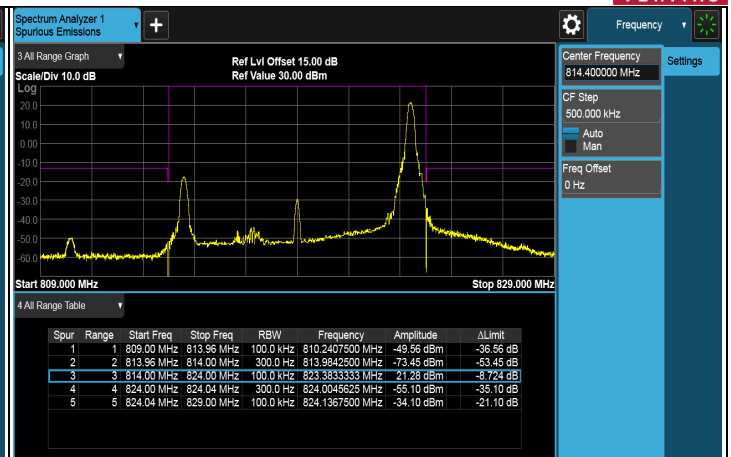 Spectrum Analyzer 1
Spurious Emissions
+
Frequency
3 All Range Graph
Ref Lvl Offset 15.00 dB
Scale/Div 10.0 dB
Ref Value 30.00 dBm
Log
20.0
10.0
0.00
-10.0
-20.0
-30.0
-40.0
-50.0
-60.0
Start 809.000 MHz
Stop 829.000 MHz
Center Frequency
814.400000 MHz
Settings
CF Step
500.000 kHz
Auto
Man
Freq Offset
0 Hz
4 All Range Table
Spur Range Start Freq Stop Freq RBW Frequency Amplitude ΔLimit
1 1 809.00 MHz 813.96 MHz 100.0 kHz 810.2407500 MHz -49.56 dBm -36.56 dB
2 2 813.96 MHz 814.00 MHz 300.0 Hz 813.9842500 MHz -73.45 dBm -53.45 dB
3 3 814.00 MHz 824.00 MHz 100.0 kHz 823.3833333 MHz 21.28 dBm -8.724 dB
4 4 824.00 MHz 824.04 MHz 300.0 Hz 824.0045625 MHz -55.10 dBm -35.10 dB
5 5 824.04 MHz 829.00 MHz 100.0 kHz 824.1367500 MHz -34.10 dBm -21.10 dB